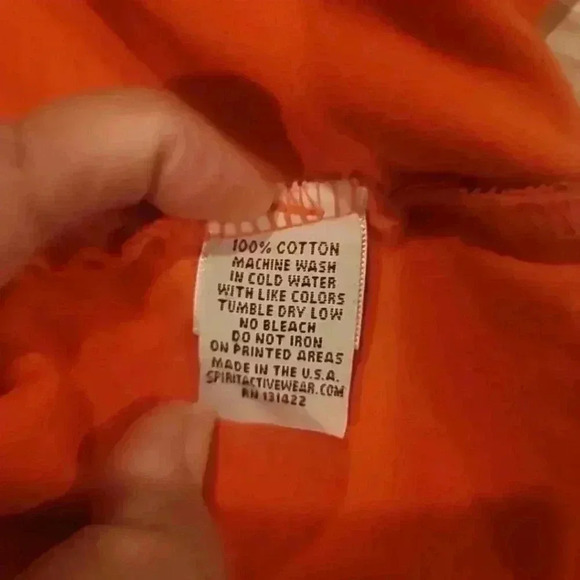 100% COTTON
MACHINE WASH
IN COLD WATER
WITH LIKE COLORS
TUMBLE DRY LOW
NO BLEACH
DO NOT IRON
ON PRINTED AREAS
MADE IN THE U.S.A.
SPIRITACTIVEWEAR.COM
RN 131422